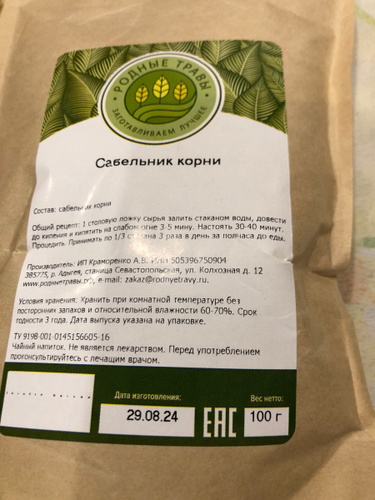 РОДНЫЕ ТРАВЫ
ЗАГОТАВЛИВАЕМ ЛУЧШЕЕ
Сабельник корни
Состав: сабельник корни
Общий рецепт: 1 столовую ложку сырья залить стаканом воды, довести
до кипения и кипятить на слабом огне 3-5 мину. Настоять 30-40 минут.
Процедить. Принимать по 1/3 стакана 3 раза в день за полчаса до еды.
Производитель: ИП Краморенко А.В. ИНН 505396750904
385775, р. Адыгея, станица Севастопольская, ул. Колхозная д. 12
www.родныетравы.рф, e-mail: zakaz@rodnyetravy.ru.
Условия хранения: Хранить при комнатной температуре без
посторонних запахов и относительной влажности 60-70%. Срок
годности 3 года. Дата выпуска указана на упаковке.
ТУ 9198-001-0145156605-16
Чайный напиток. Не является лекарством. Перед употреблением
проконсультируйтесь с лечащим врачом.
Дата изготовления:
29.08.24
EAC
Вес нетто:
100 г